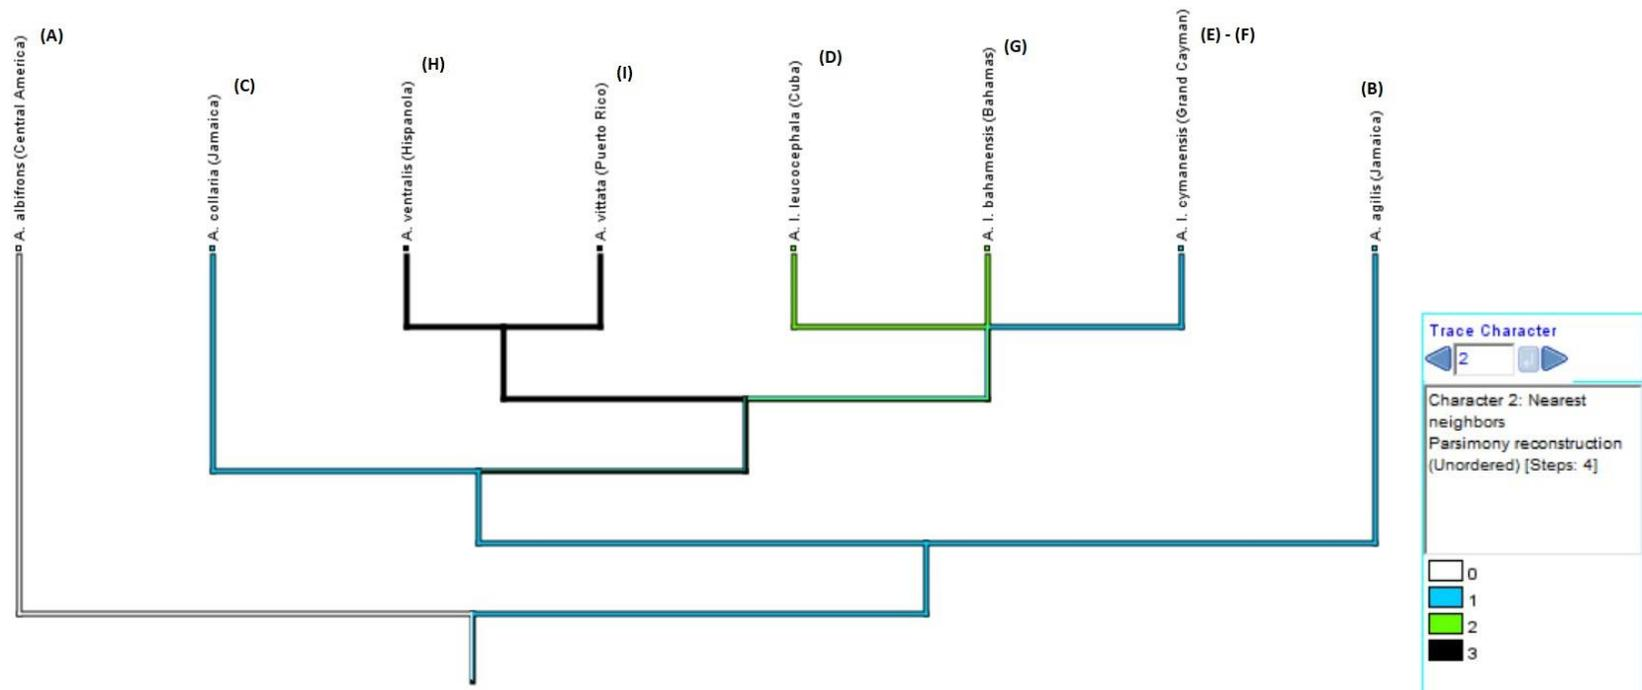 A. albifrons (Central America)
(A)
A. collaria (Jamaica)
(C)
A. ventralis (Hispanola)
(H)
A. vittata (Puerto Rico)
(I)
A. l. leucocephala (Cuba)
(D)
A. l. bahamensis (Bahamas)
(G)
A. l. cymanensis (Grand Cayman)
(E) - (F)
A. agilis (Jamaica)
(B)
Trace Character
2
Character 2: Nearest
neighbors
Parsimony reconstruction
(Unordered) [Steps: 4]
0
1
2
3